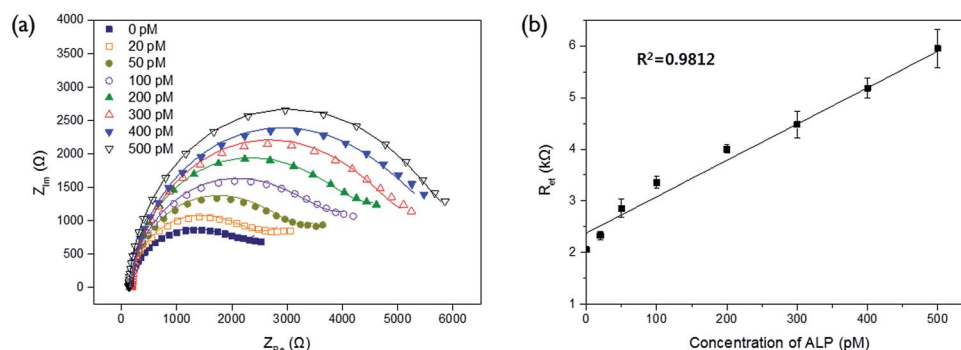 (a)
4000
3500
3000
2500
2000
1500
1000
500
0
Z_Im (Ω)
0 pM
20 pM
50 pM
100 pM
200 pM
300 pM
400 pM
500 pM
0 1000 2000 3000 4000 5000 6000
Z_Re (Ω)
(b)
6
5
4
3
2
1
R_et (kΩ)
R²=0.9812
0 100 200 300 400 500
Concentration of ALP (pM)